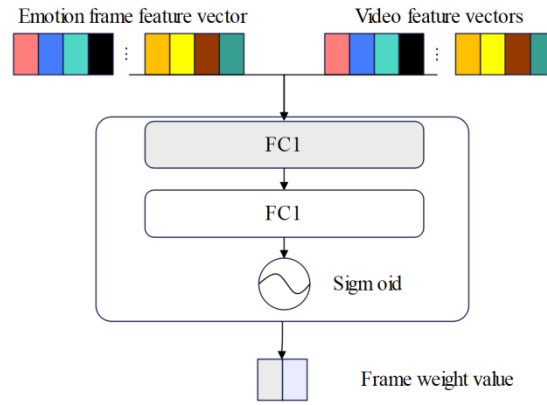 Emotion frame feature vector
Video feature vectors
FC1
FC1
Sigm oid
Frame weight value